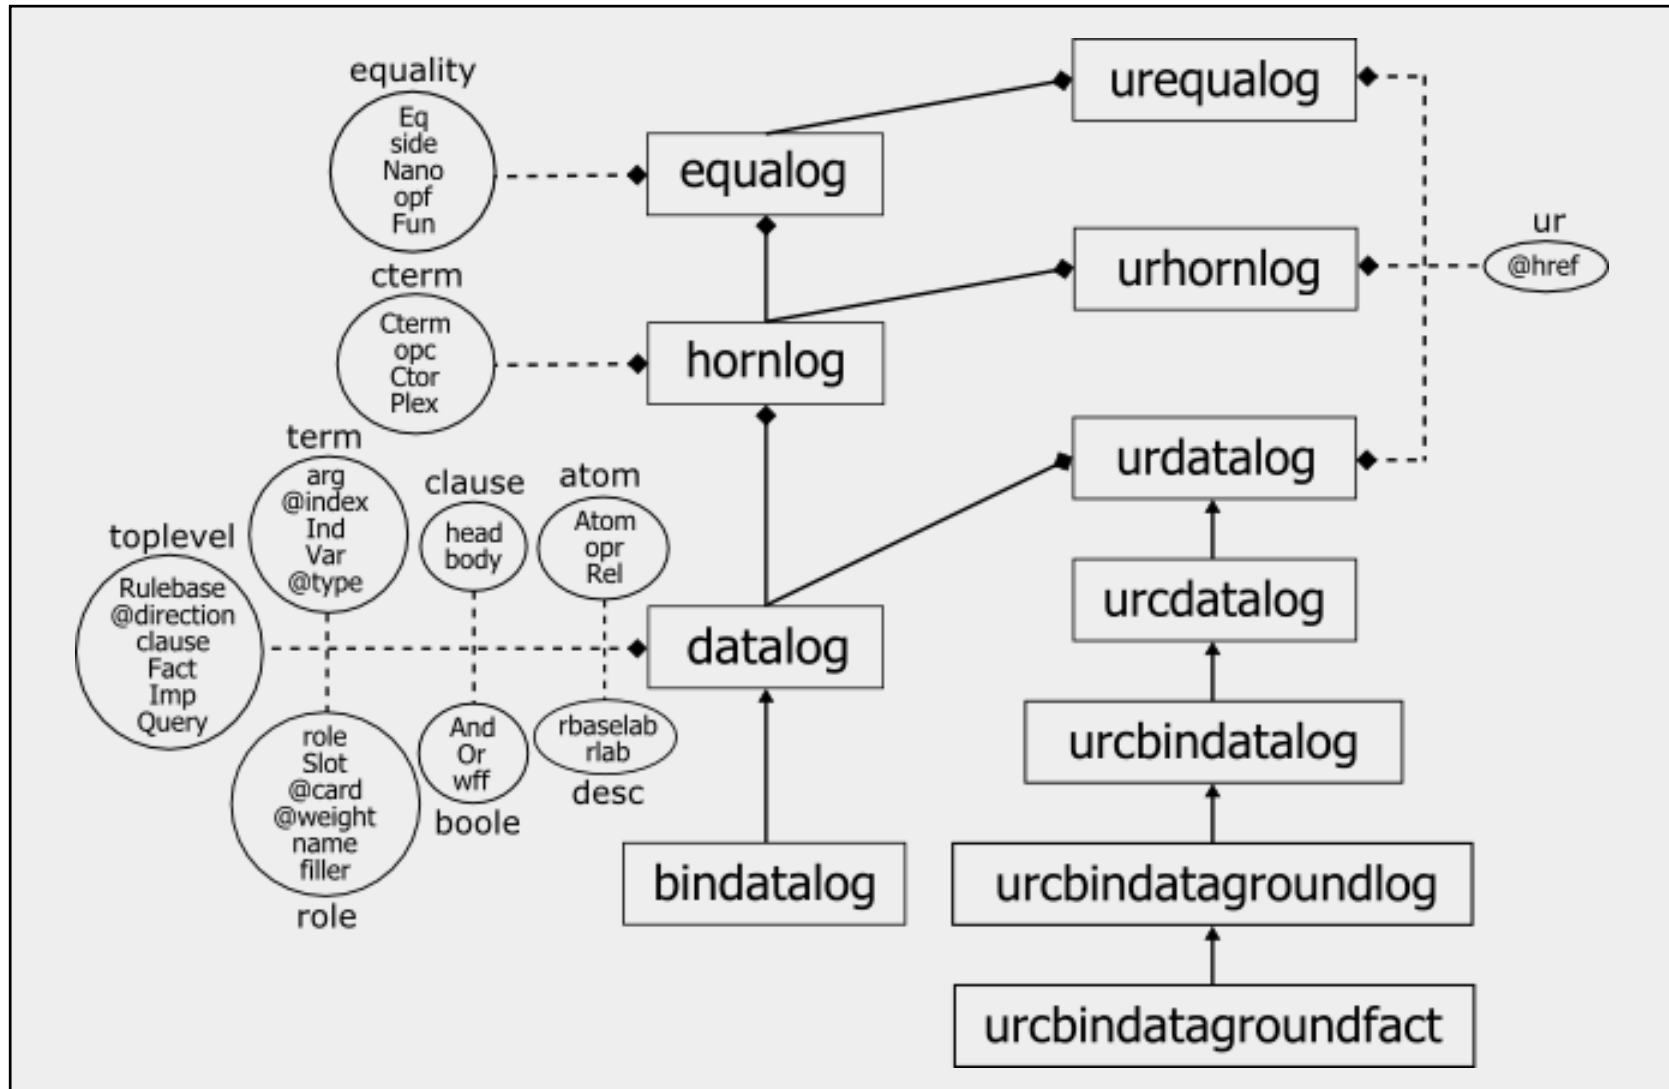 equality
Eq
side
Nano
opf
Fun
equalog
urequalog
cterm
Cterm
opc
Ctor
Plex
hornlog
urhornlog
ur
@href
term
arg
@index
Ind
Var
@type
clause
head
body
atom
Atom
opr
Rel
urdatalog
toplevel
Rulebase
@direction
clause
Fact
Imp
Query
datalog
urcdatalog
role
Slot
@card
@weight
name
filler
role
And
Or
wff
boole
rbaselab
rlab
desc
urcbindatalog
bindatalog
urcbindatagroundlog
urcbindatagroundfact